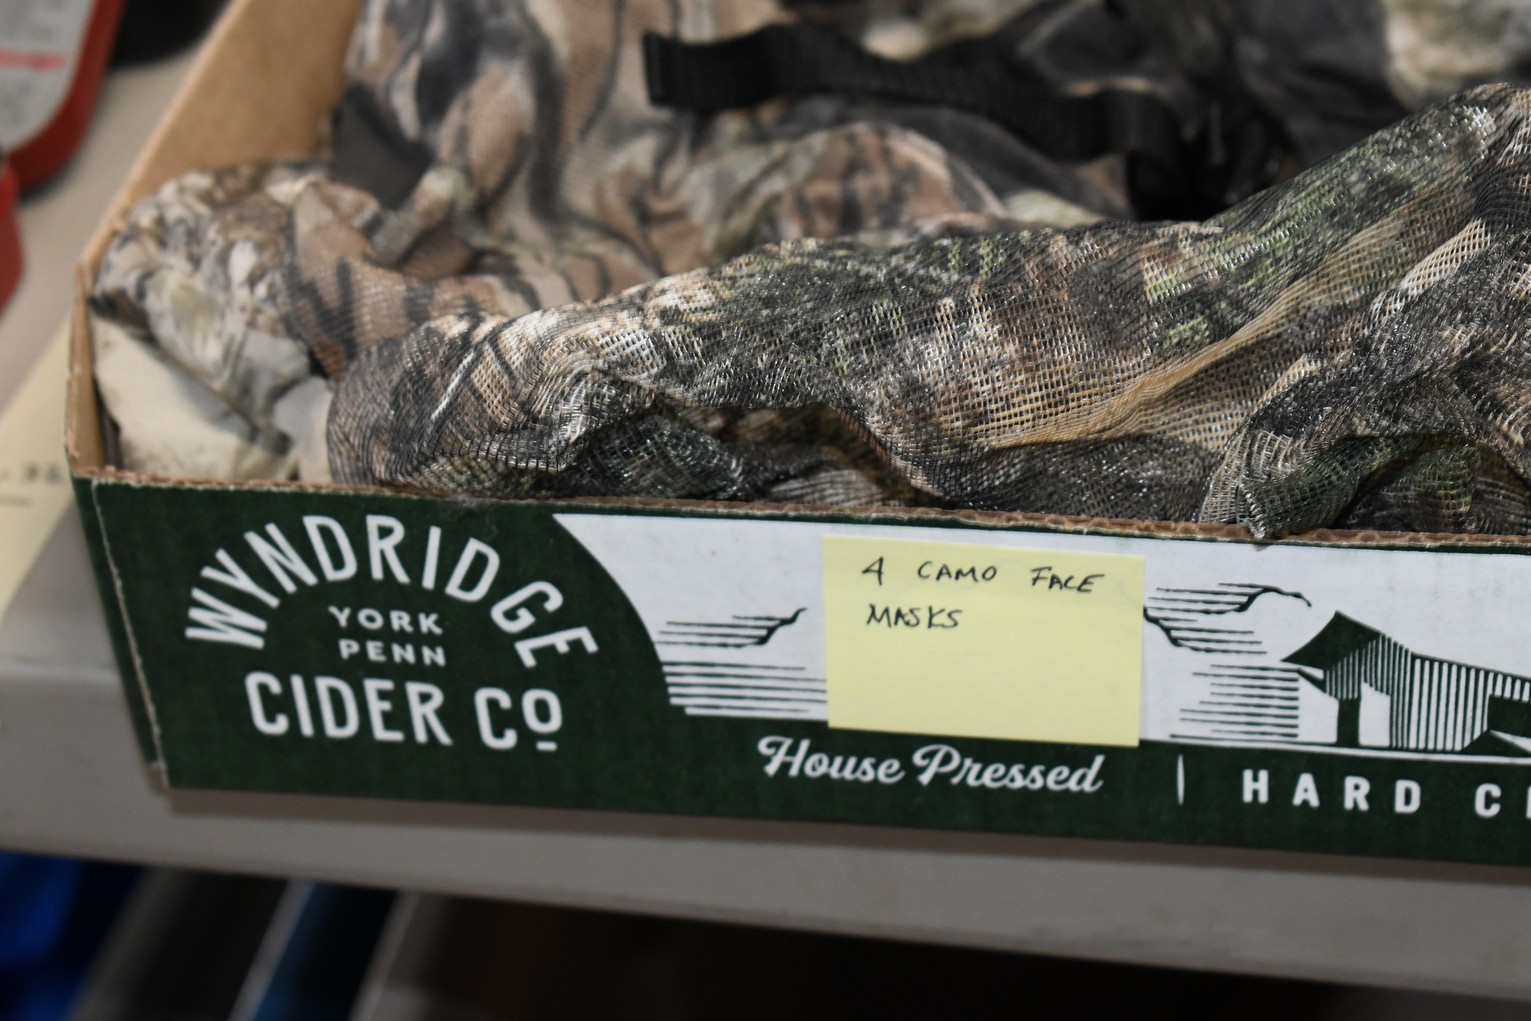 WYNDRIDGE
YORK
PENN
CIDER CO
4 CAMO FACE
MASKS
House Pressed
HARD